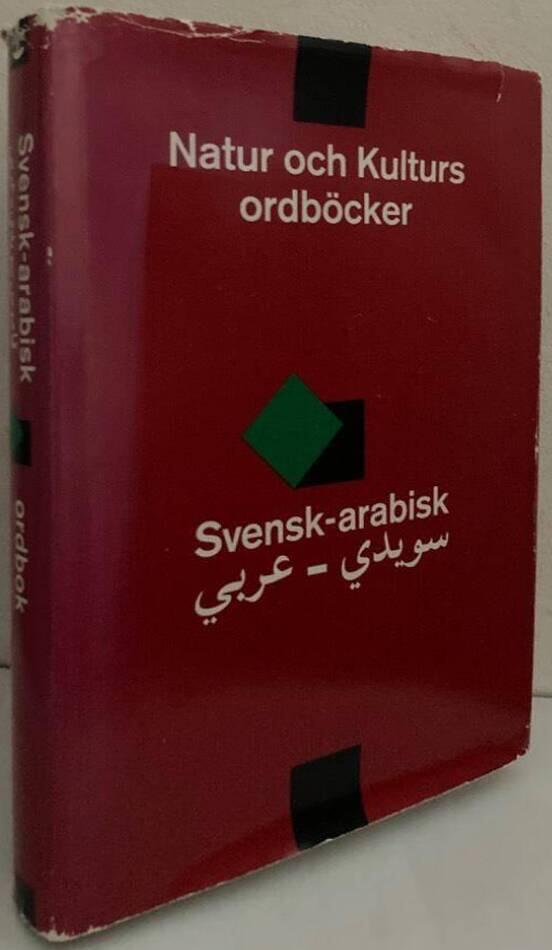 Natur och Kulturs
ordböcker
Svensk-arabisk
سويدي - عربي
Svensk-arabisk
ordbok